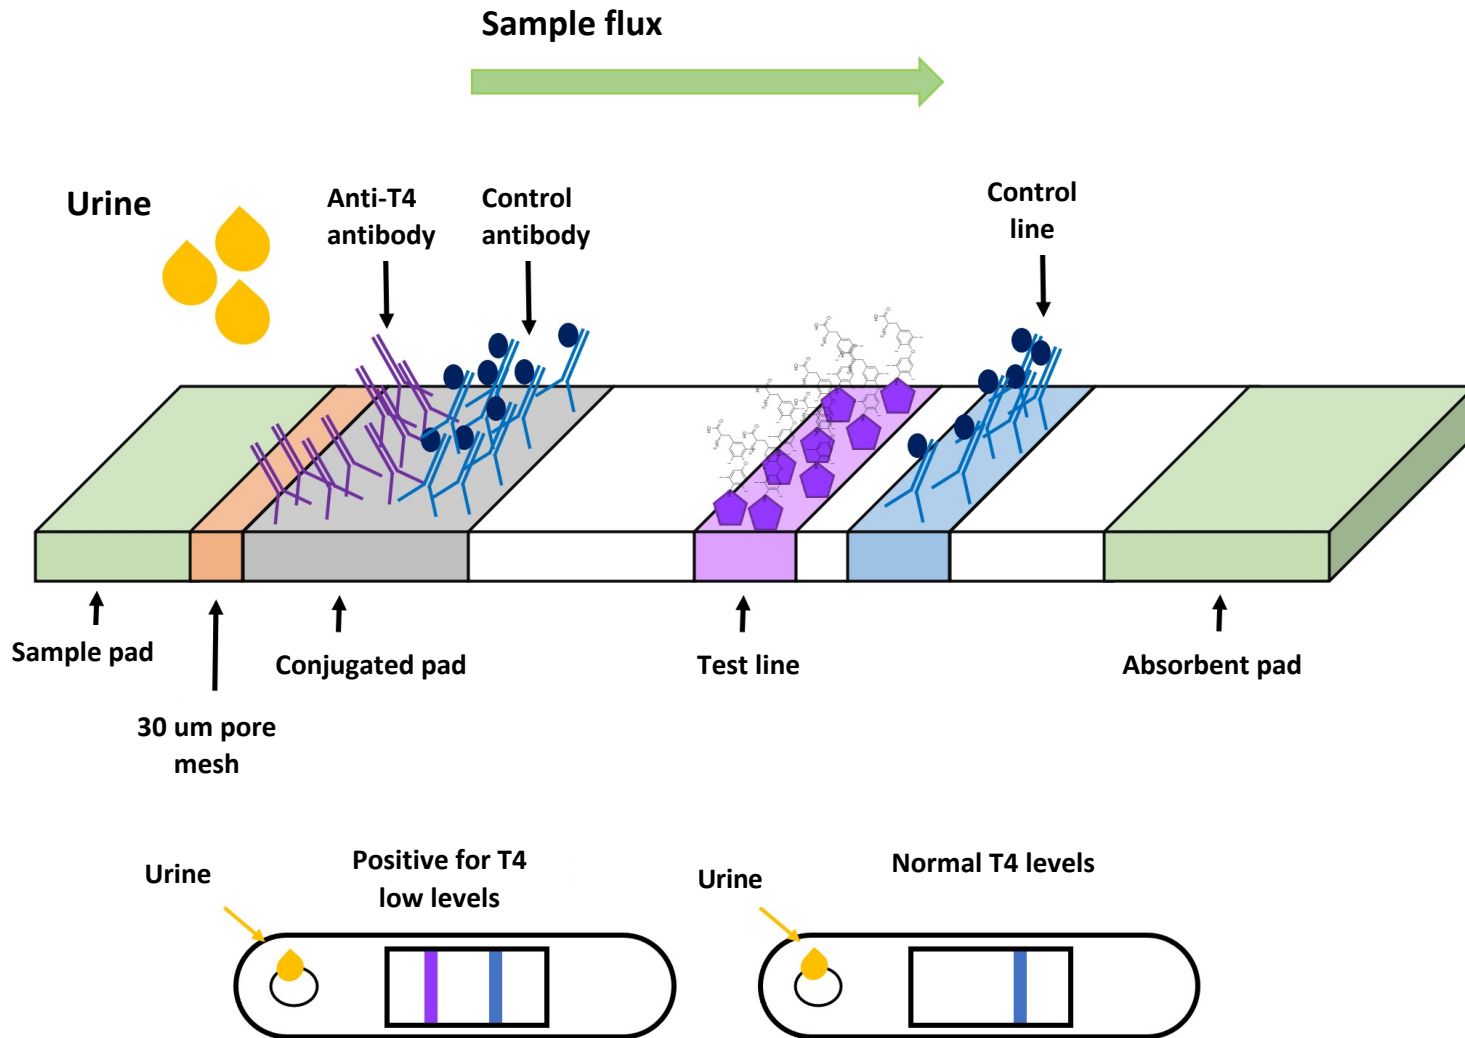 Sample flux
Urine
Anti-T4
antibody
Control
antibody
Control
line
Sample pad
30 um pore
mesh
Conjugated pad
Test line
Absorbent pad
Urine
Positive for T4
low levels
Urine
Normal T4 levels